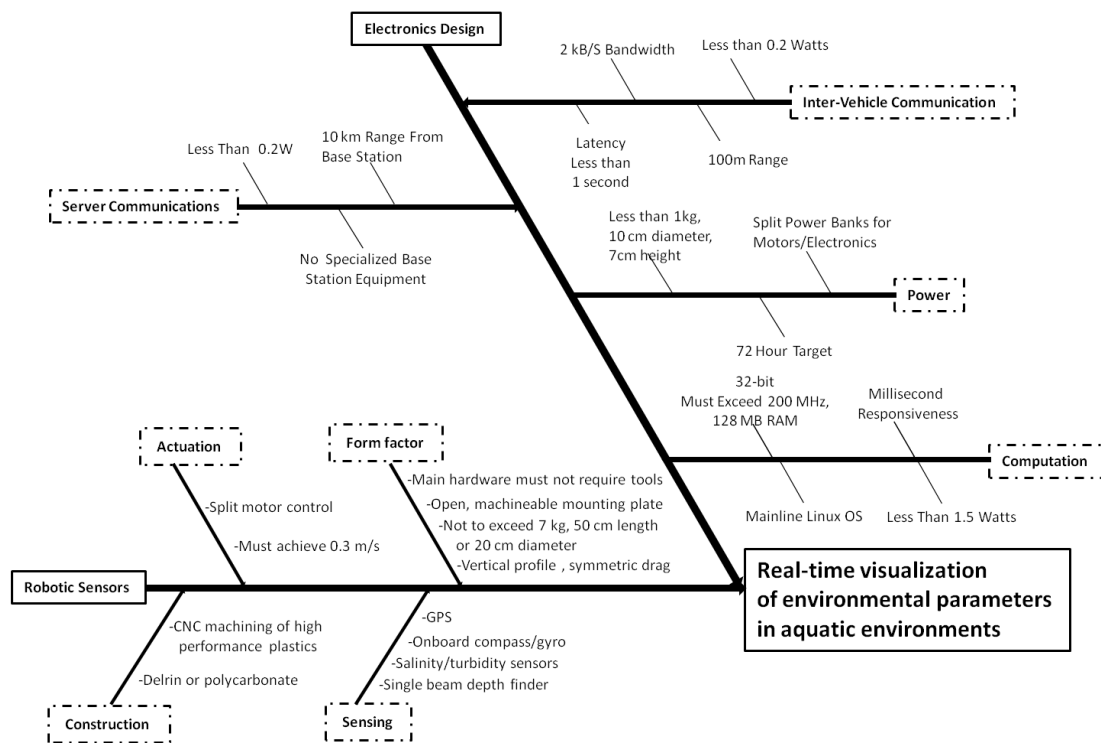 Electronics Design
2 kB/S Bandwidth
Less than 0.2 Watts
Inter-Vehicle Communication
Latency
Less than
1 second
100m Range
Less Than 0.2W
10 km Range From
Base Station
Server Communications
No Specialized Base
Station Equipment
Less than 1kg,
10 cm diameter,
7cm height
Split Power Banks for
Motors/Electronics
Power
72 Hour Target
32-bit
Must Exceed 200 MHz,
128 MB RAM
Millisecond
Responsiveness
Computation
Mainline Linux OS
Less Than 1.5 Watts
Actuation
-Split motor control
-Must achieve 0.3 m/s
Form factor
-Main hardware must not require tools
-Open, machineable mounting plate
-Not to exceed 7 kg, 50 cm length
or 20 cm diameter
-Vertical profile , symmetric drag
Robotic Sensors
Real-time visualization
of environmental parameters
in aquatic environments
-CNC machining of high
performance plastics
-Delrin or polycarbonate
Construction
-GPS
-Onboard compass/gyro
-Salinity/turbidity sensors
-Single beam depth finder
Sensing